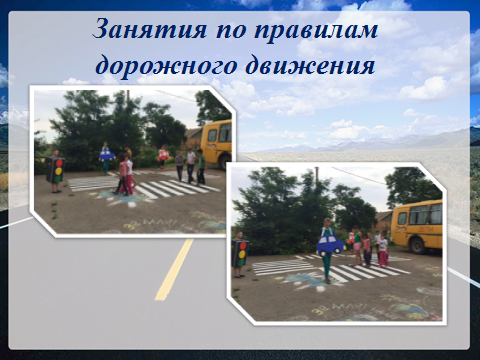 Занятия по правилам
дорожного движения